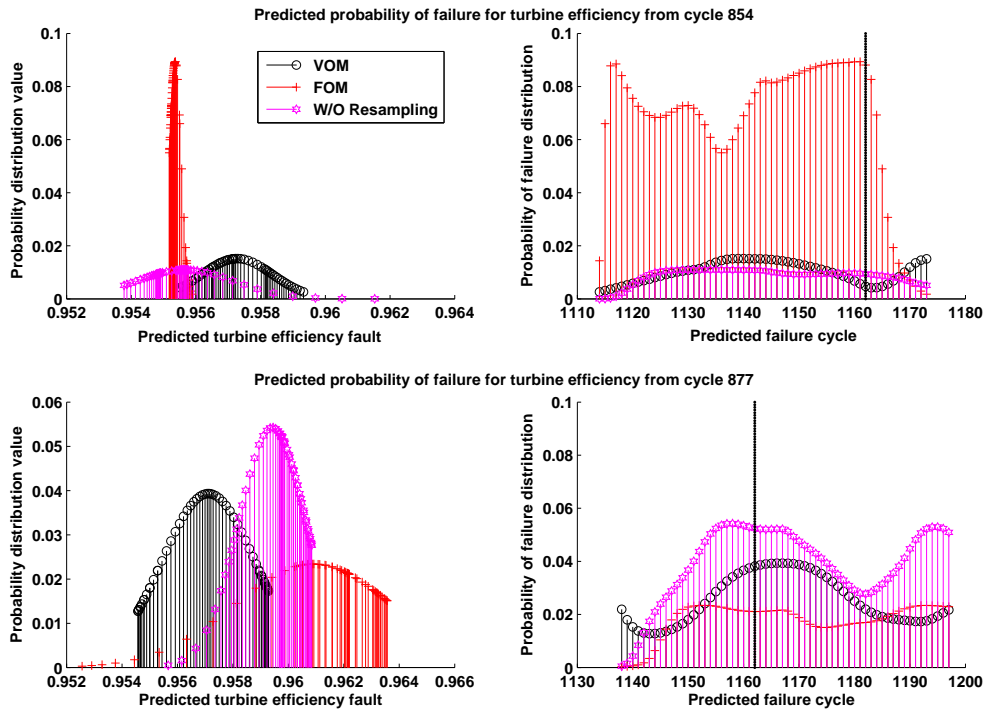 Predicted probability of failure for turbine efficiency from cycle 854
Probability distribution value
0.1
0.08
0.06
0.04
0.02
0
0.952 0.954 0.956 0.958 0.96 0.962 0.964
Predicted turbine efficiency fault
VOM
FOM
W/O Resampling
Probability of failure distribution
0.1
0.08
0.06
0.04
0.02
0
1110 1120 1130 1140 1150 1160 1170 1180
Predicted failure cycle
Predicted probability of failure for turbine efficiency from cycle 877
Probability distribution value
0.06
0.05
0.04
0.03
0.02
0.01
0
0.952 0.954 0.956 0.958 0.96 0.962 0.964 0.966
Predicted turbine efficiency fault
Probability of failure distribution
0.1
0.08
0.06
0.04
0.02
0
1130 1140 1150 1160 1170 1180 1190 1200
Predicted failure cycle